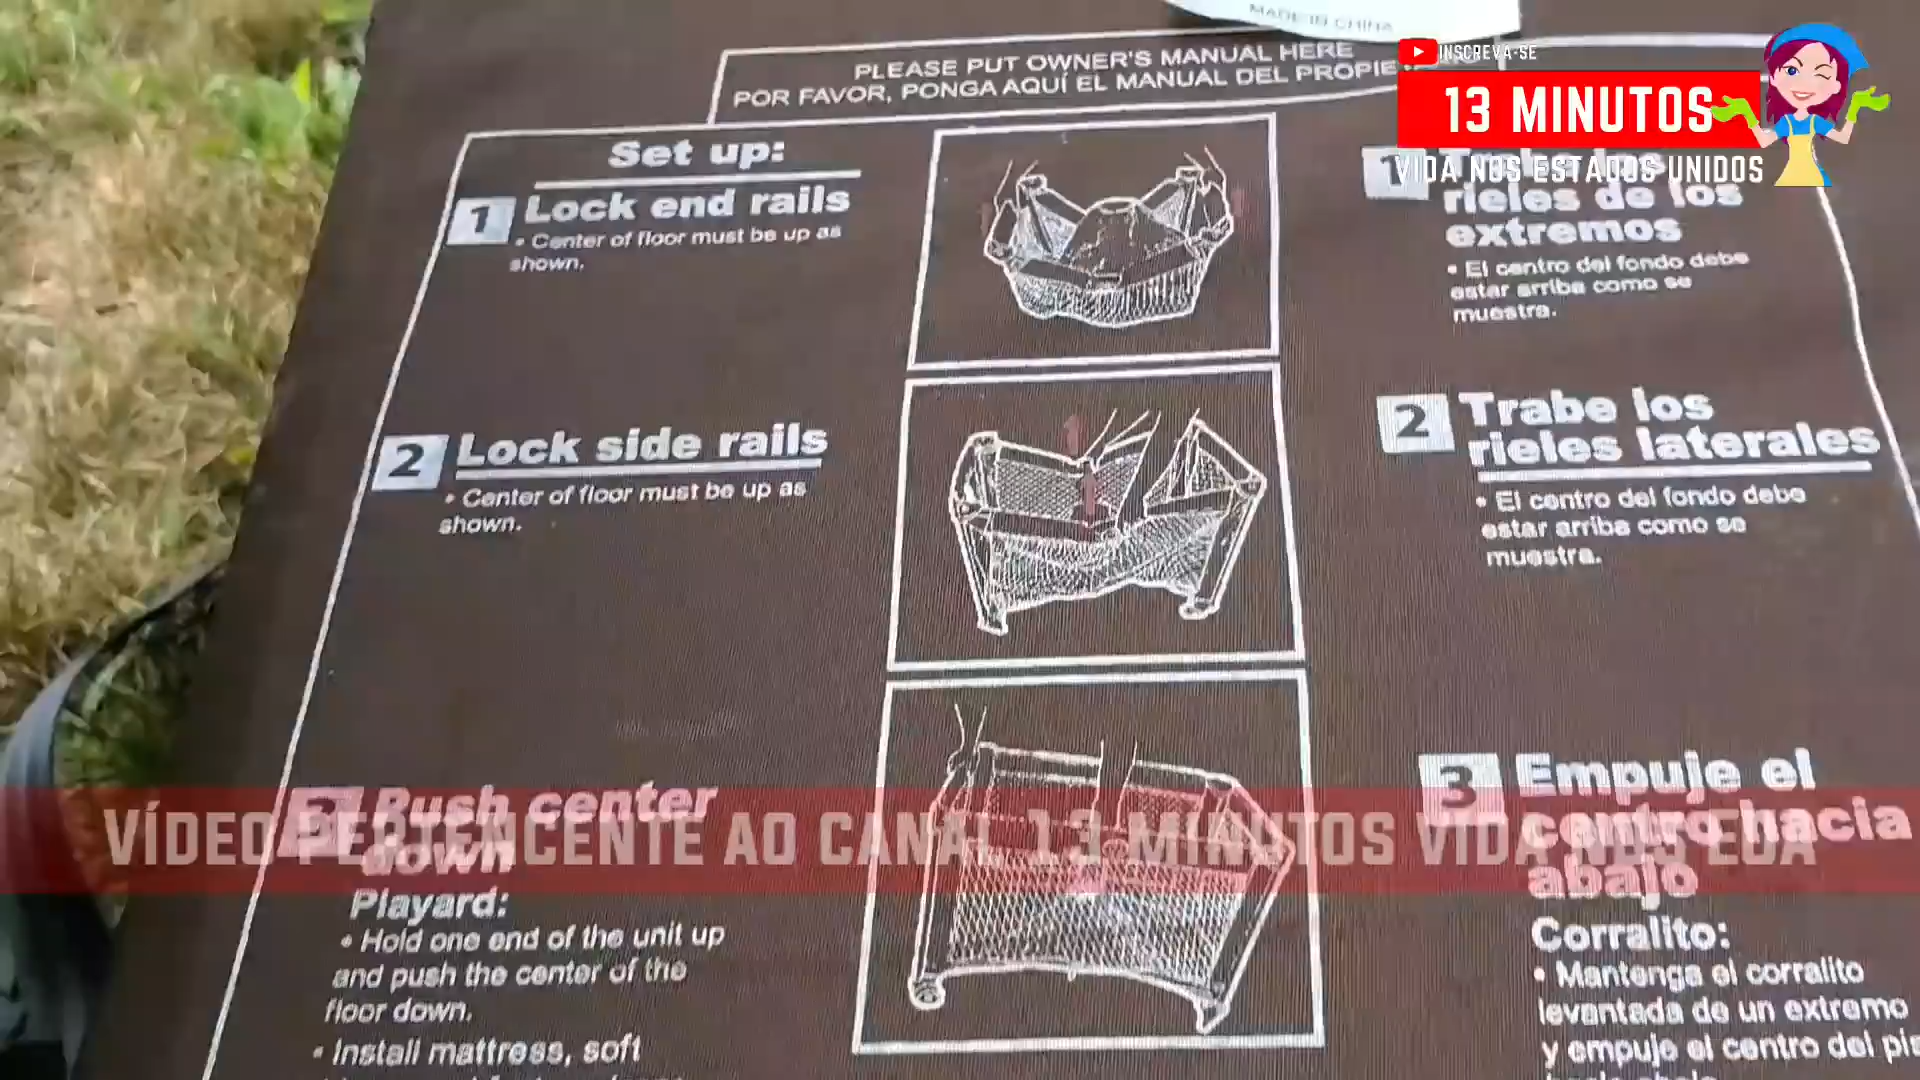 MADE IN CHINA
PLEASE PUT OWNER'S MANUAL HERE
POR FAVOR, PONGA AQUÍ EL MANUAL DEL
INSCREVA-SE
13 MINUTOS
VIDA NOS ESTADOS UNIDOS
Set up:
1 Lock end rails
• Center of floor must be up as
shown.
2 Lock side rails
• Center of floor must be up as
shown.
3 Push center
down
Playard:
• Hold one end of the unit up
and push the center of the
floor down.
• Install mattress, soft
1
rieles de los
extremos
• El centro del fondo debe
estar arriba como se
muestra.
2 Trabe los
rieles laterales
• El centro del fondo debe
estar arriba como se
muestra.
3 Empuje el
centro hacia
abajo
Corralito:
• Mantenga el corralito
levantada de un extremo
y empuje el centro del
VÍDEO PERTENCENTE AO CANAL 13 MINUTOS VIDA NOS EUA